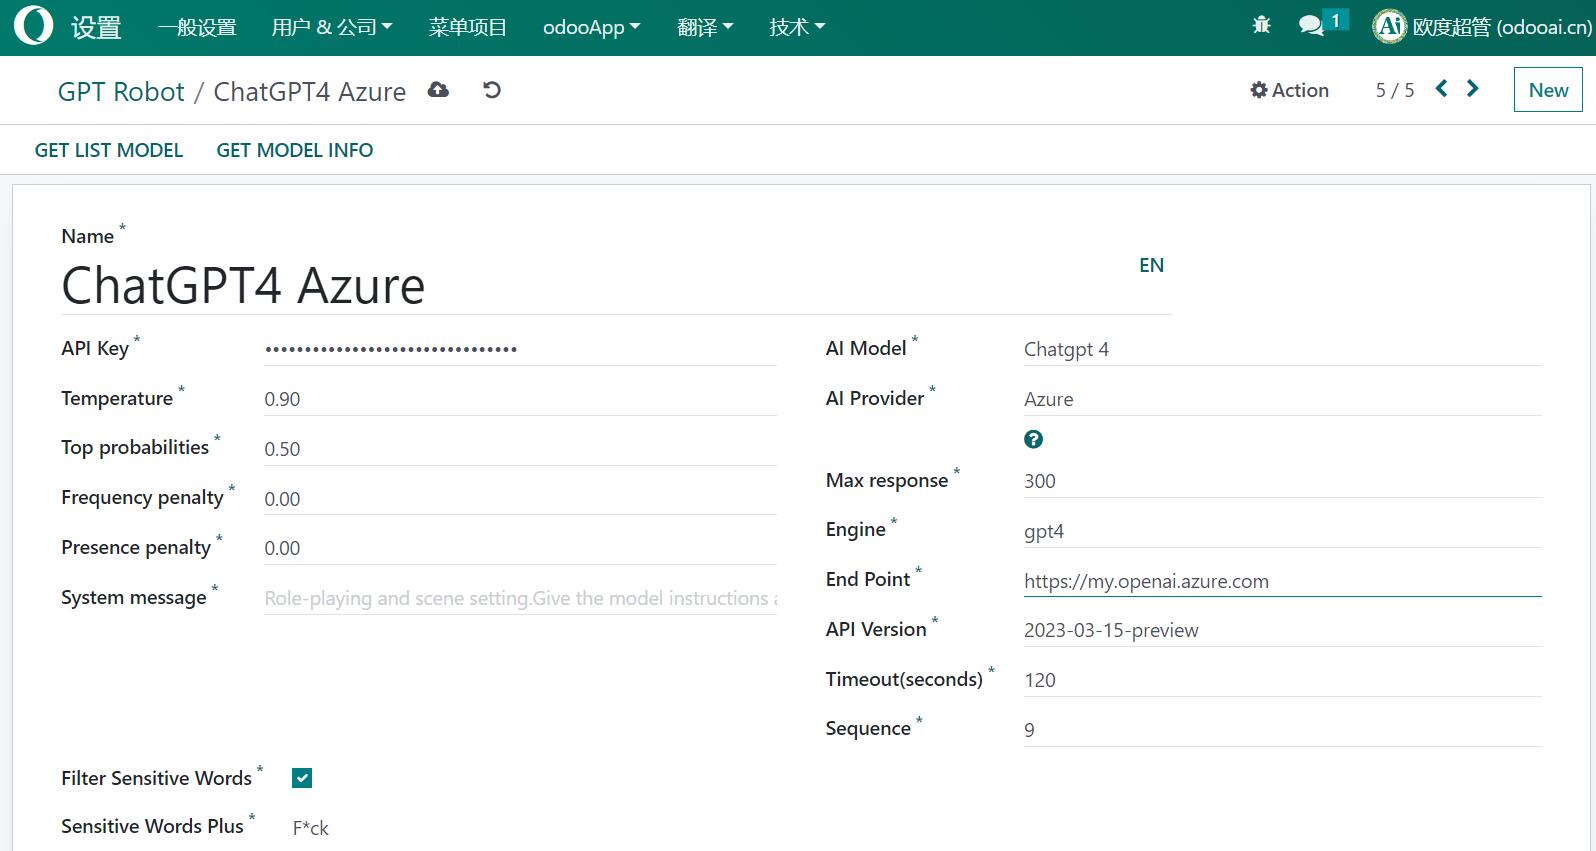 设置 一般设置 用户 & 公司 菜单项目 odooApp 翻译 技术 1 Ai 欧度超管 (odooai.cn)
GPT Robot / ChatGPT4 Azure Action 5 / 5 New
GET LIST MODEL GET MODEL INFO
Name *
ChatGPT4 Azure EN
API Key * •••••••••••••••••••••••••••••••• AI Model * Chatgpt 4
Temperature * 0.90 AI Provider * Azure
?
Top probabilities * 0.50
Max response * 300
Frequency penalty * 0.00
Engine * gpt4
Presence penalty * 0.00
End Point * https://my.openai.azure.com
System message * Role-playing and scene setting.Give the model instructions a
API Version * 2023-03-15-preview
Timeout(seconds) * 120
Sequence * 9
Filter Sensitive Words *
Sensitive Words Plus * F*ck